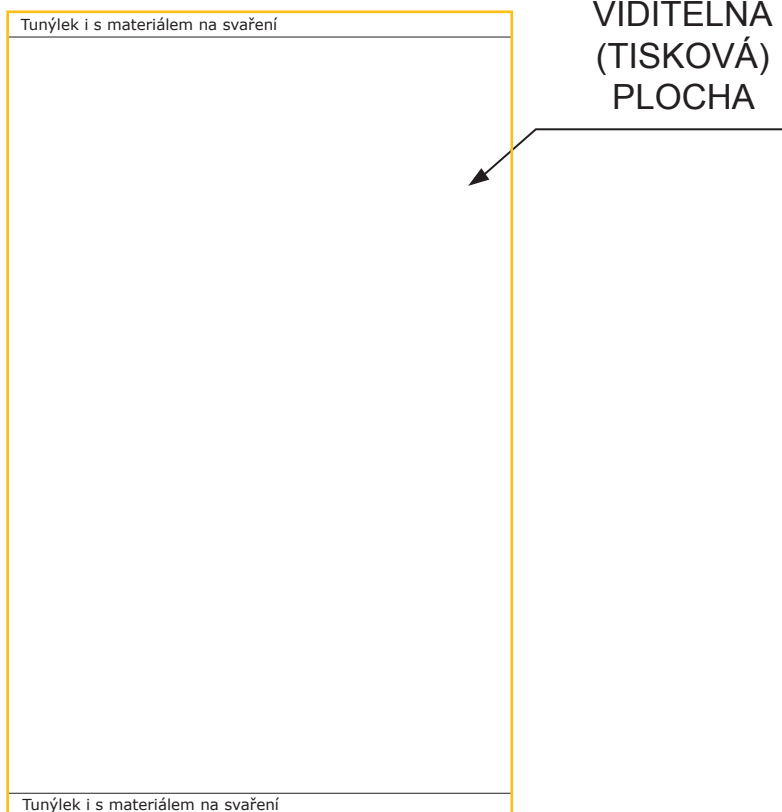 Tunýlek i s materiálem na svaření
VIDITELNÁ
(TISKOVÁ)
PLOCHA
Tunýlek i s materiálem na svaření